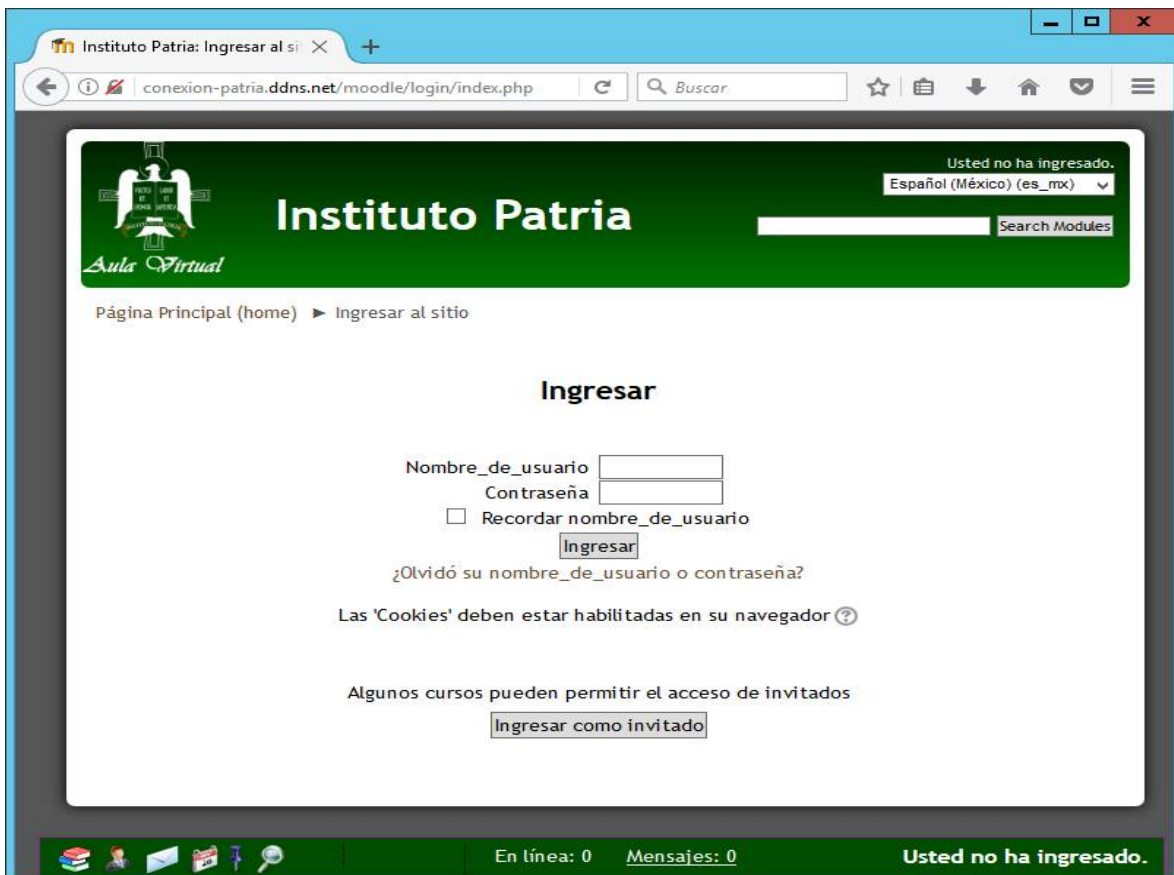 Instituto Patria: Ingresar al si
conexion-patria.ddns.net/moodle/login/index.php
Buscar
Usted no ha ingresado.
Español (México) (es_mx)
Instituto Patria
Search Modules
Aula Virtual
Página Principal (home) ► Ingresar al sitio
Ingresar
Nombre_de_usuario
Contraseña
Recordar nombre_de_usuario
Ingresar
¿Olvidó su nombre_de_usuario o contraseña?
Las 'Cookies' deben estar habilitadas en su navegador
Algunos cursos pueden permitir el acceso de invitados
Ingresar como invitado
En línea: 0 Mensajes: 0 Usted no ha ingresado.